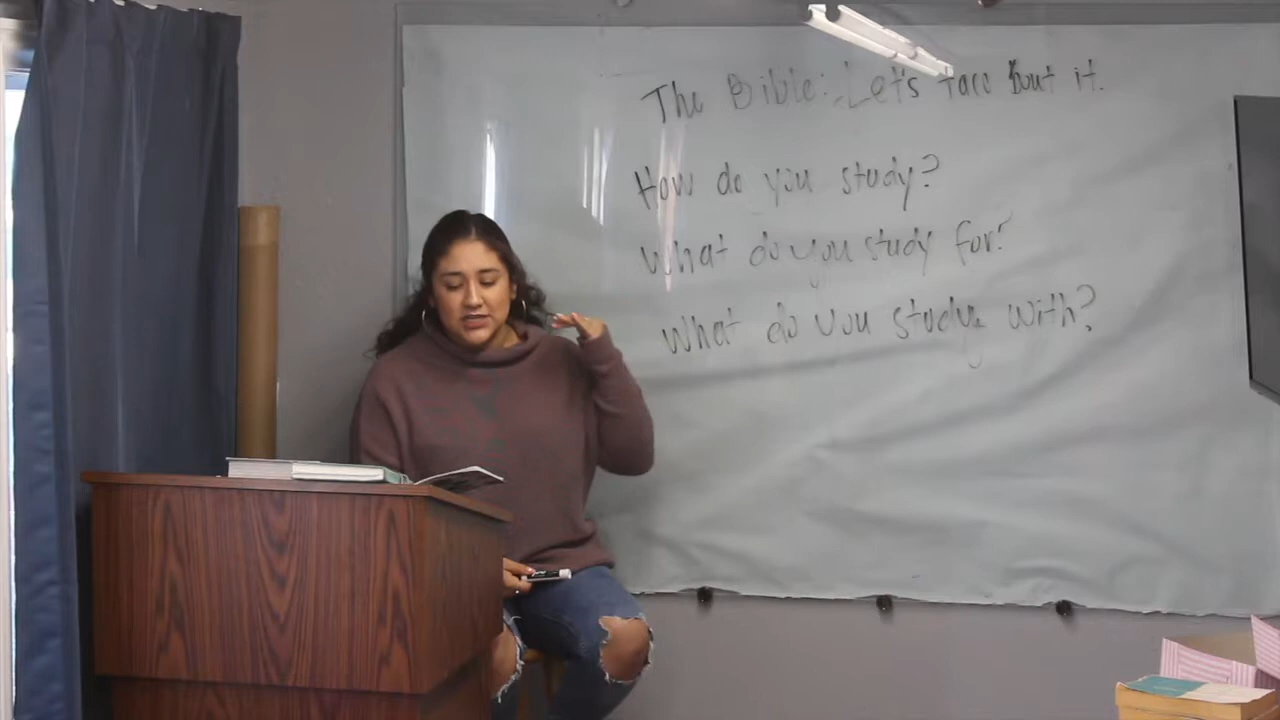 The Bible: Let's talk bout it.
How do you study?
What do you study for?
What do you study with?